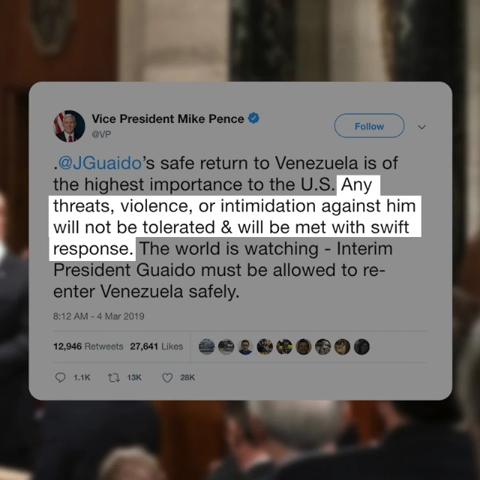 Vice President Mike Pence
@VP
Follow
.@JGuaido's safe return to Venezuela is of
the highest importance to the U.S. Any
threats, violence, or intimidation against him
will not be tolerated & will be met with swift
response. The world is watching - Interim
President Guaido must be allowed to re-
enter Venezuela safely.
8:12 AM - 4 Mar 2019
12,946 Retweets 27,641 Likes
1.1K 13K 28K